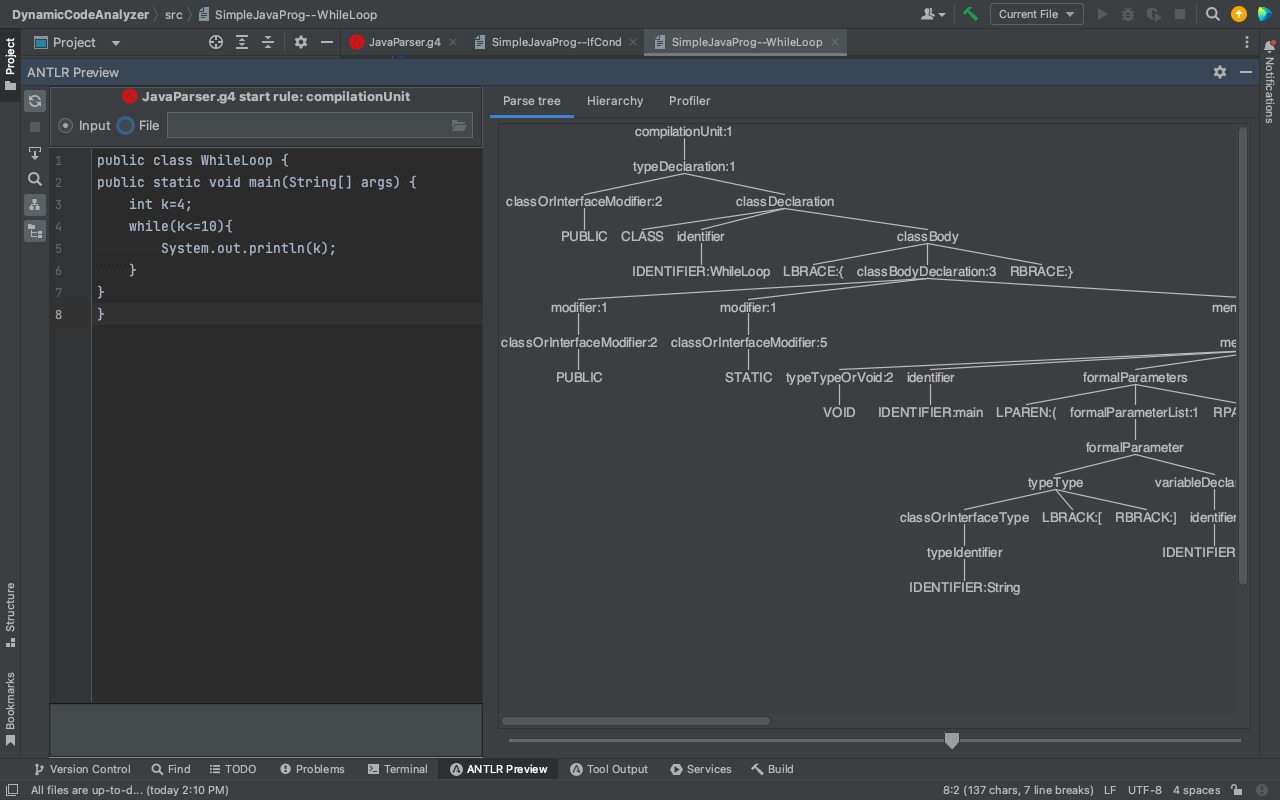 DynamicCodeAnalyzer src SimpleJavaProg--WhileLoop
Current File
Project
JavaParser.g4
SimpleJavaProg--IfCond
SimpleJavaProg--WhileLoop
Project
Structure
Bookmarks
Notifications
ANTLR Preview
JavaParser.g4 start rule: compilationUnit
Input File
1 public class WhileLoop {
2 public static void main(String[] args) {
3 int k=4;
4 while(k<=10){
5 System.out.println(k);
6 }
7 }
8 }
Parse tree Hierarchy Profiler
compilationUnit:1
typeDeclaration:1
classOrInterfaceModifier:2 classDeclaration
PUBLIC CLASS identifier classBody
IDENTIFIER:WhileLoop LBRACE:{ classBodyDeclaration:3 RBRACE:}
modifier:1 modifier:1 men
classOrInterfaceModifier:2 classOrInterfaceModifier:5 me
PUBLIC STATIC typeTypeOrVoid:2 identifier formalParameters
VOID IDENTIFIER:main LPAREN:( formalParameterList:1 RPA
formalParameter
typeType variableDecla
classOrInterfaceType LBRACK:[ RBRACK:] identifier
typeIdentifier IDENTIFIER
IDENTIFIER:String
Version Control Find TODO Problems Terminal ANTLR Preview Tool Output Services Build
All files are up-to-d... (today 2:10 PM) 8:2 (137 chars, 7 line breaks) LF UTF-8 4 spaces